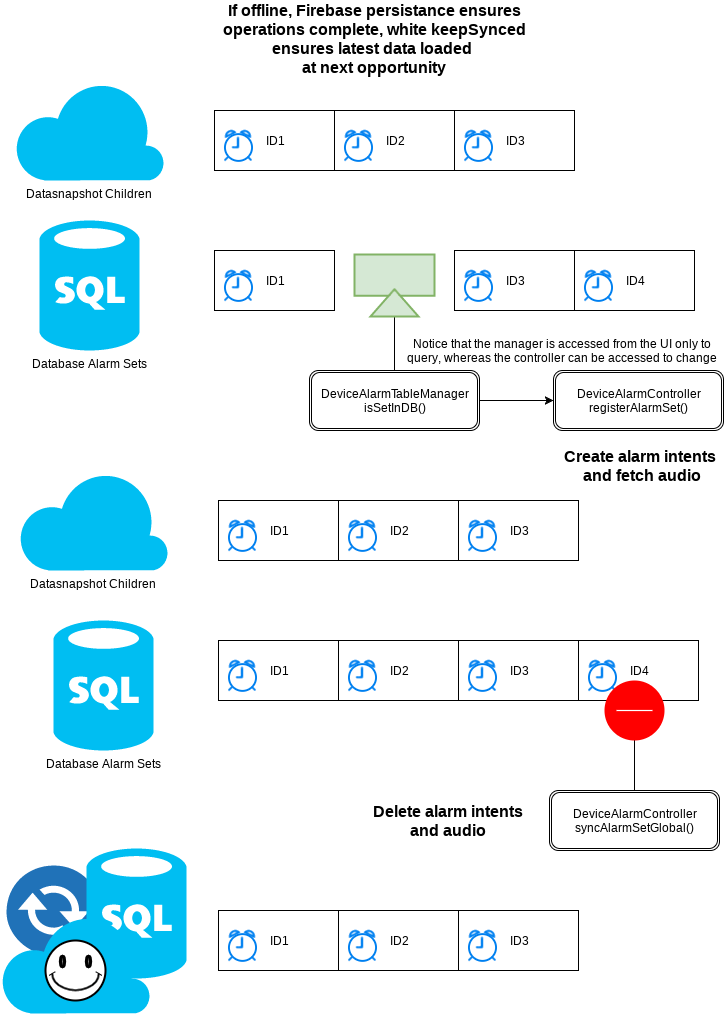 If offline, Firebase persistance ensures
operations complete, white keepSynced
ensures latest data loaded
at next opportunity
ID1
ID2
ID3
Datasnapshot Children
SQL
ID1
ID3
ID4
Database Alarm Sets
Notice that the manager is accessed from the UI only to
query, whereas the controller can be accessed to change
DeviceAlarmTableManager
isSetInDB()
DeviceAlarmController
registerAlarmSet()
Create alarm intents
and fetch audio
ID1
ID2
ID3
Datasnapshot Children
SQL
ID1
ID2
ID3
ID4
Database Alarm Sets
Delete alarm intents
and audio
DeviceAlarmController
syncAlarmSetGlobal()
SQL
ID1
ID2
ID3